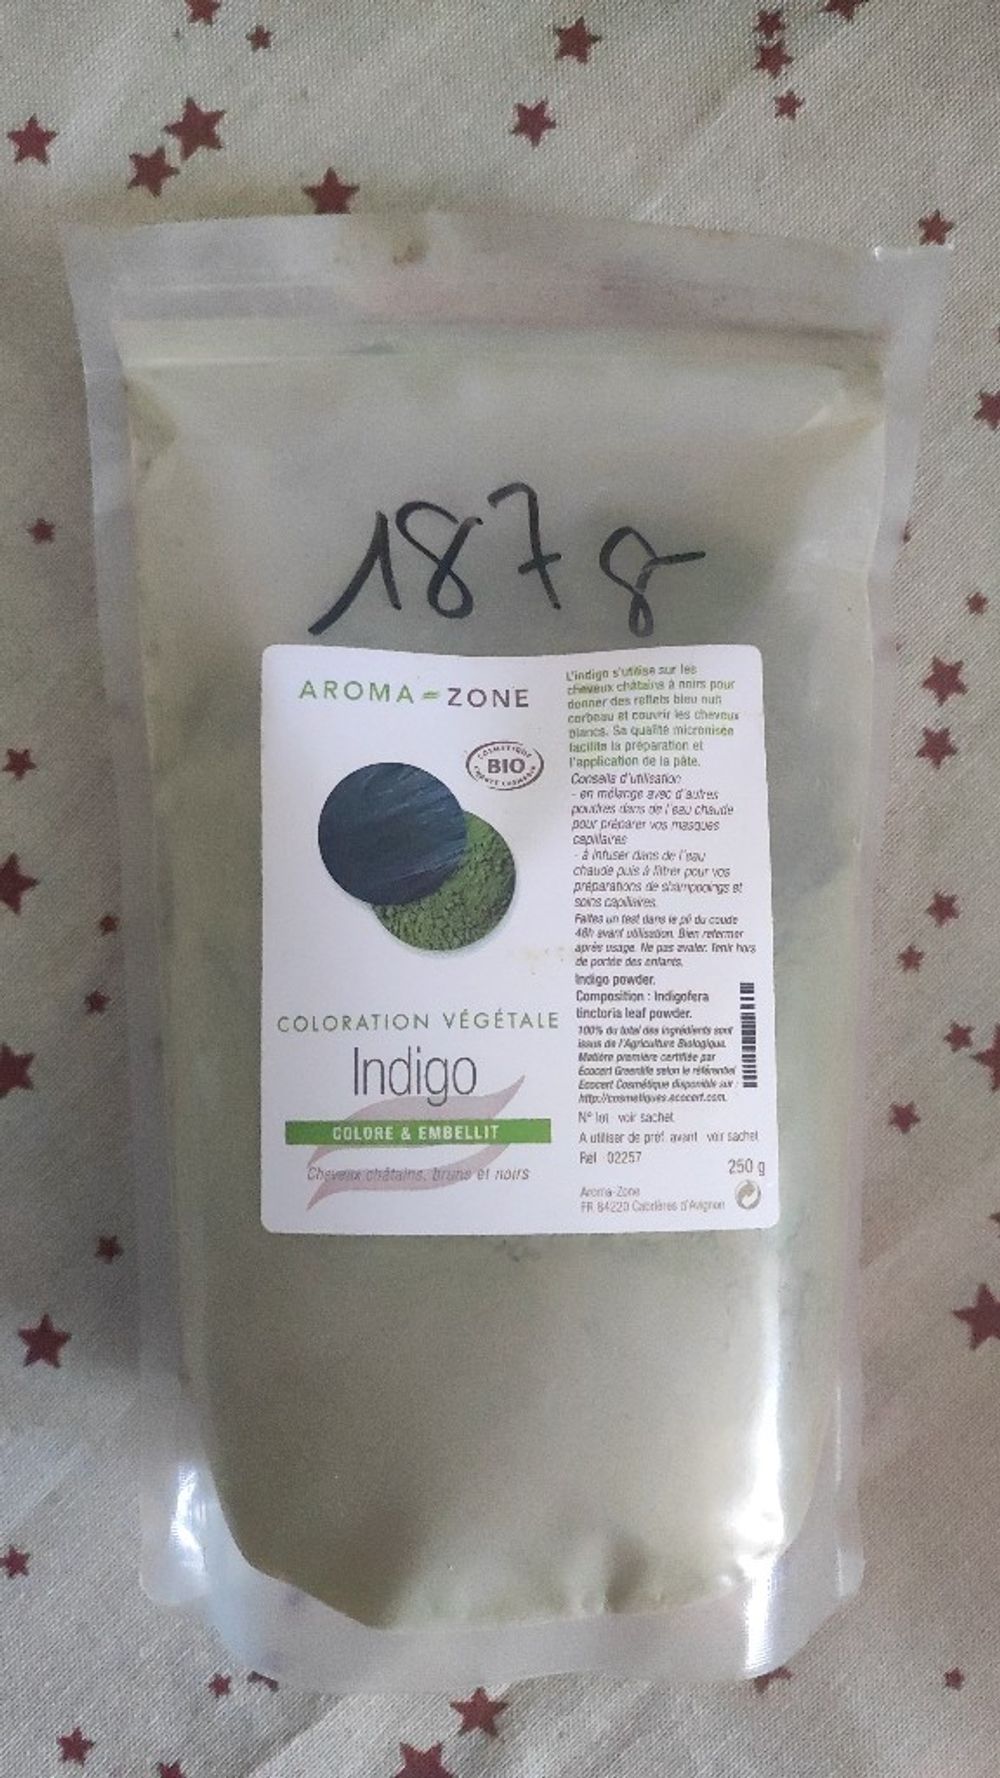 187 g
AROMA-ZONE
COSMETIQUE
BIO
COLORATION VÉGÉTALE
Indigo
COLORE & EMBELLIT
Cheveux châtains, bruns et noirs
L'indigo s'utilise sur les
cheveux châtains à noirs pour
donner des reflets bleu nuit
corbeau et couvrir les cheveux
blancs. Sa qualité micronisée
facilite la préparation et
l'application de la pâte.
Conseils d'utilisation
- en mélange avec d'autres
poudres dans de l'eau chaude
pour préparer vos masques
capillaires
- à infuser dans de l'eau
chaude puis à filtrer pour vos
préparations de shampooings et
soins capillaires.
Faites un test dans le pli du coude
48h avant utilisation. Bien refermer
après usage. Ne pas avaler. Tenir hors
de portée des enfants.
Indigo powder.
Composition : Indigofera
tinctoria leaf powder.
100% du total des ingrédients sont
issus de l'Agriculture Biologique.
Matière première certifiée par
Ecocert Greenlife selon le référentiel
Ecocert Cosmétique disponible sur :
http://cosmetiques.ecocert.com.
N° lot : voir sachet
A utiliser de préf. avant : voir sachet
Ref : 02257
250 g
Aroma-Zone
FR 84220 Cabrières d'Avignon